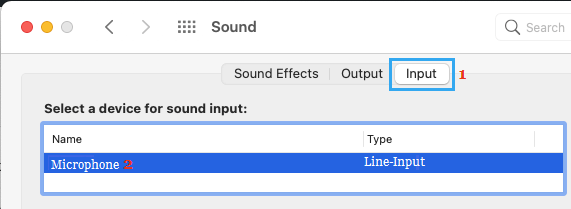 Sound
Search
Sound Effects Output Input 1
Select a device for sound input:
Name Type
Microphone 2 Line-Input